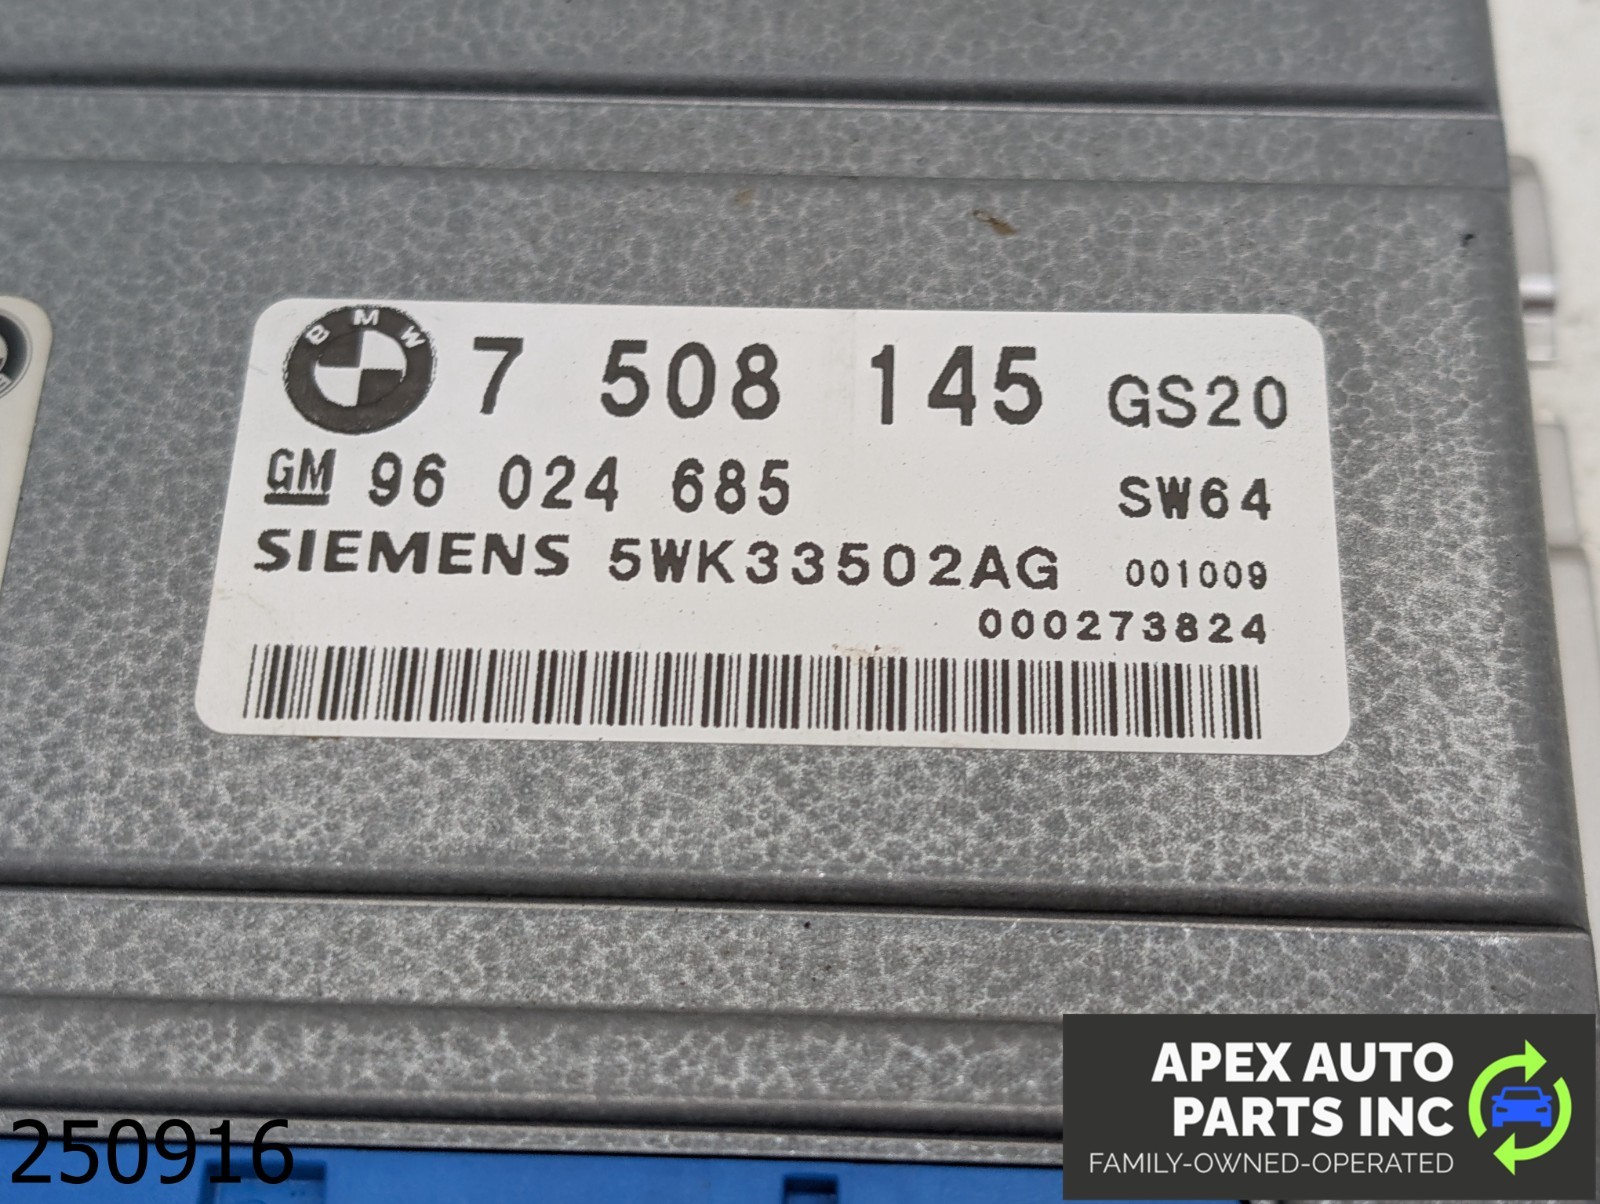 BMW 7 508 145 GS20
GM 96 024 685 SW64
SIEMENS 5WK33502AG 001009
000273824
250916
APEX AUTO
PARTS INC
FAMILY-OWNED-OPERATED